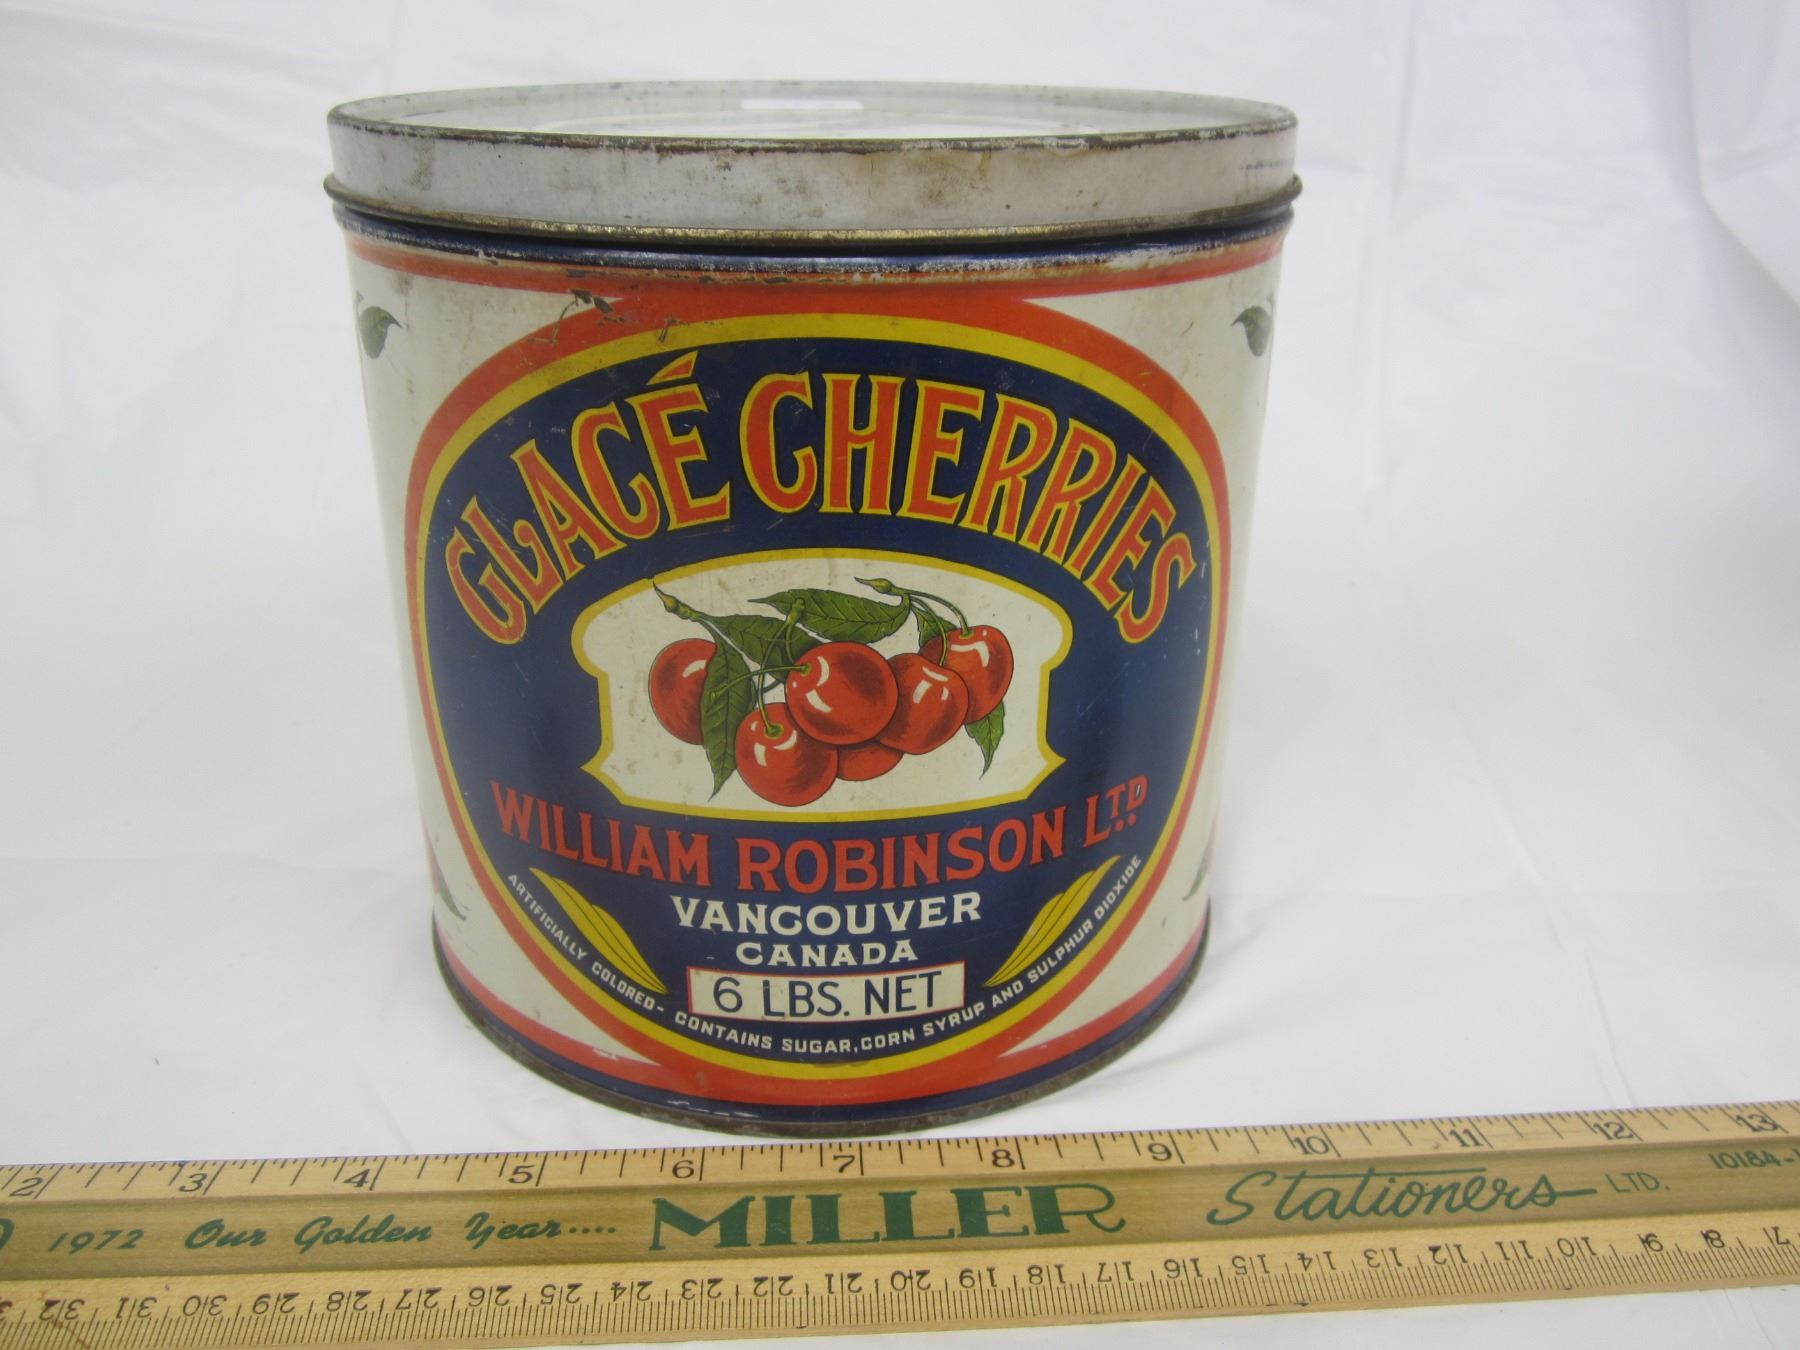 GLACÉ CHERRIES
WILLIAM ROBINSON LTD.
VANCOUVER
CANADA
6 LBS. NET
ARTIFICIALLY COLORED - CONTAINS SUGAR, CORN SYRUP AND SULPHUR DIOXIDE
2 3 4 5 6 7 8 9 10 11 12 13
1972 Our Golden Year.... MILLER Stationers LTD. 10184-
32 31 30 29 28 27 26 25 24 23 22 21 20 19 18 17 16 15 14 13 12 11 10 9 8 7